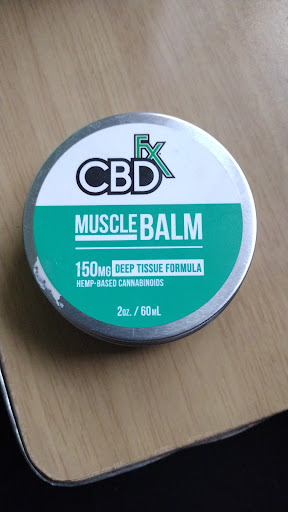 CBDFX
MUSCLE BALM
150MG DEEP TISSUE FORMULA
HEMP-BASED CANNABINOIDS
2OZ. / 60ML